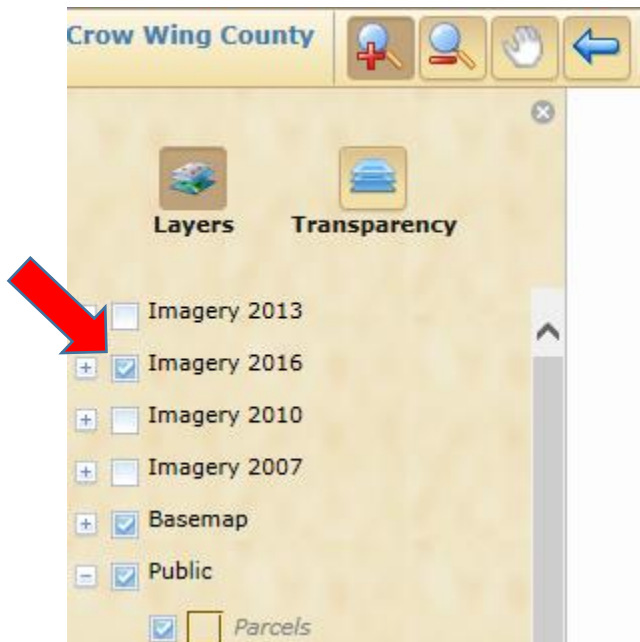 Crow Wing County
Layers Transparency
Imagery 2013
Imagery 2016
Imagery 2010
Imagery 2007
Basemap
Public
Parcels